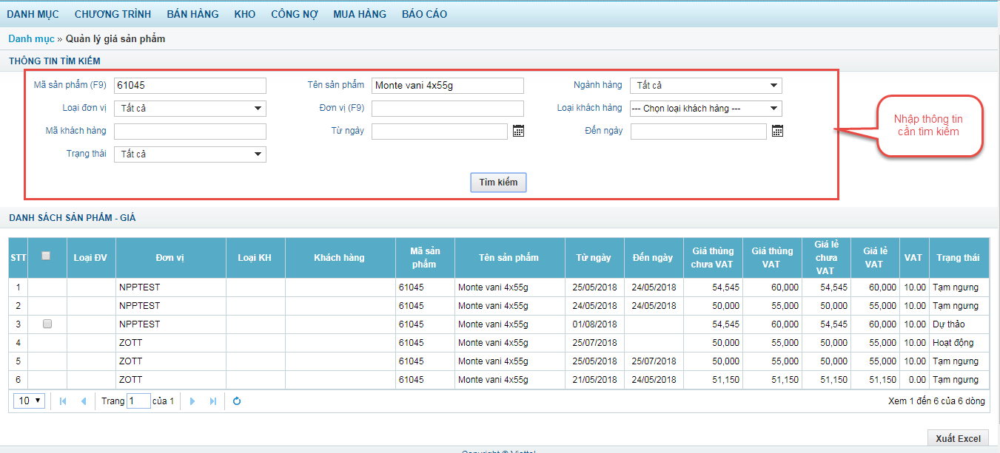 DANH MỤC CHƯƠNG TRÌNH BÁN HÀNG KHO CÔNG NỢ MUA HÀNG BÁO CÁO
Danh mục » Quản lý giá sản phẩm
THÔNG TIN TÌM KIẾM
Mã sản phẩm (F9) 61045 Tên sản phẩm Monte vani 4x55g Ngành hàng Tất cả
Loại đơn vị Tất cả Đơn vị (F9) Loại khách hàng --- Chọn loại khách hàng ---
Mã khách hàng Từ ngày Đến ngày
Trạng thái Tất cả
Nhập thông tin
cần tìm kiếm
Tìm kiếm
DANH SÁCH SẢN PHẨM - GIÁ
STT Loại ĐV Đơn vị Loại KH Khách hàng Mã sản phẩm Tên sản phẩm Từ ngày Đến ngày Giá thùng chưa VAT Giá thùng VAT Giá lẻ chưa VAT Giá lẻ VAT VAT Trạng thái
1 NPPTEST 61045 Monte vani 4x55g 25/05/2018 24/05/2018 54,545 60,000 54,545 60,000 10.00 Tạm ngưng
2 NPPTEST 61045 Monte vani 4x55g 24/05/2018 24/05/2018 50,000 55,000 50,000 55,000 10.00 Tạm ngưng
3 NPPTEST 61045 Monte vani 4x55g 01/08/2018 54,545 60,000 54,545 60,000 10.00 Dự thảo
4 ZOTT 61045 Monte vani 4x55g 25/07/2018 50,000 55,000 50,000 55,000 10.00 Hoạt động
5 ZOTT 61045 Monte vani 4x55g 25/05/2018 25/07/2018 50,000 55,000 50,000 55,000 10.00 Tạm ngưng
6 ZOTT 61045 Monte vani 4x55g 21/05/2018 24/05/2018 51,150 51,150 51,150 51,150 0.00 Tạm ngưng
10 Trang 1 của 1 Xem 1 đến 6 của 6 dòng
Xuất Excel
Copyright © Viettel